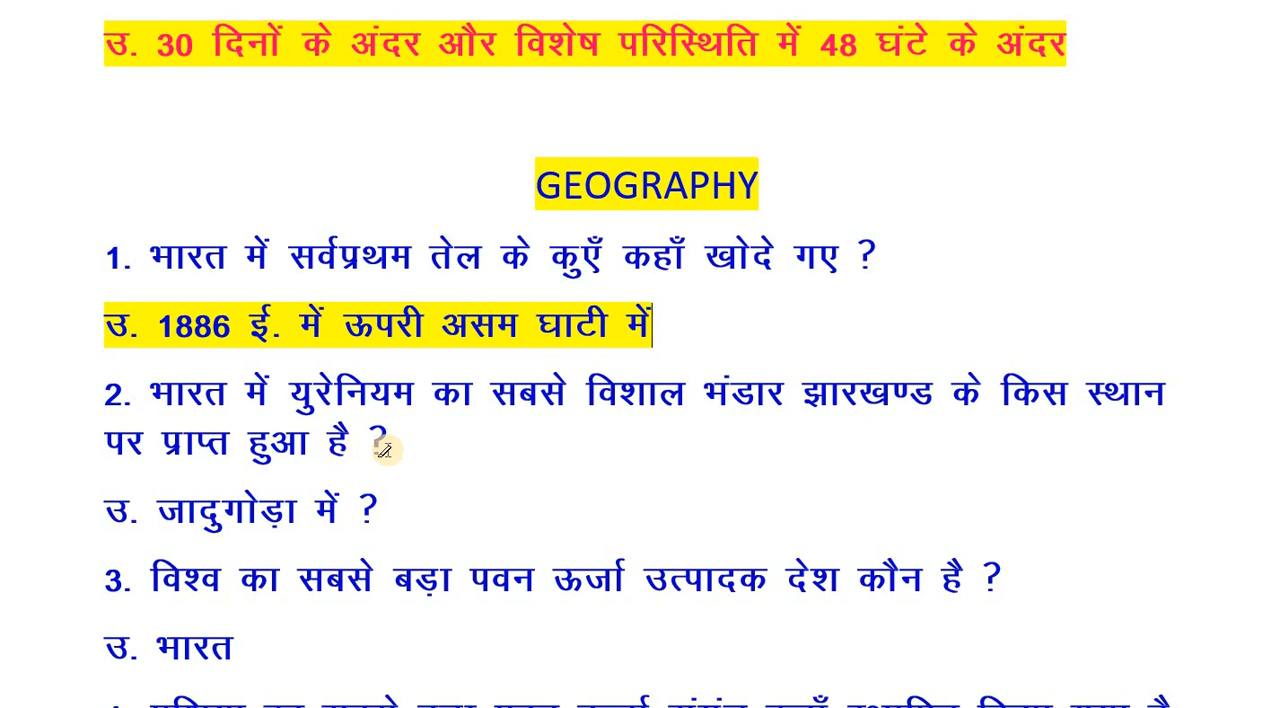 उ. 30 दिनों के अंदर और विशेष परिस्थिति में 48 घंटे के अंदर
GEOGRAPHY
1. भारत में सर्वप्रथम तेल के कुएँ कहाँ खोदे गए ?
उ. 1886 ई. में ऊपरी असम घाटी में
2. भारत में युरेनियम का सबसे विशाल भंडार झारखण्ड के किस स्थान
पर प्राप्त हुआ है ?
उ. जादुगोड़ा में ?
3. विश्व का सबसे बड़ा पवन ऊर्जा उत्पादक देश कौन है ?
उ. भारत